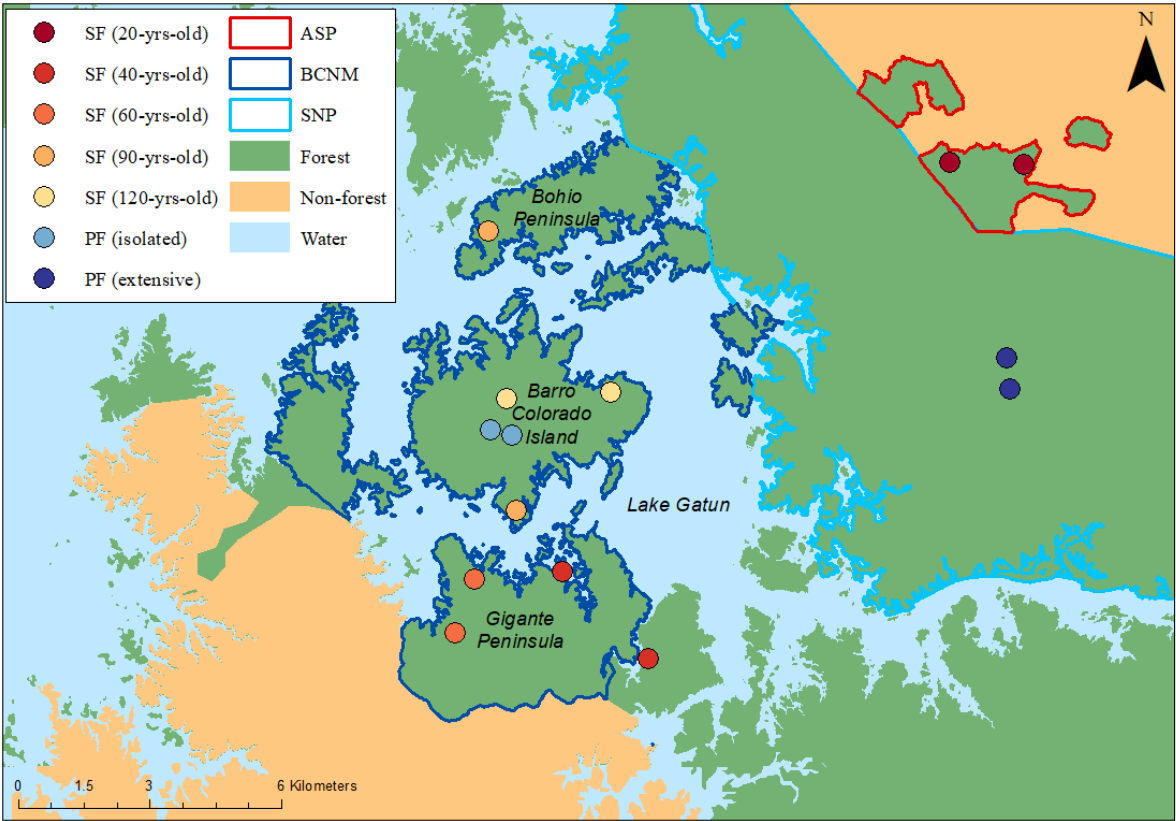 SF (20-yrs-old)
SF (40-yrs-old)
SF (60-yrs-old)
SF (90-yrs-old)
SF (120-yrs-old)
PF (isolated)
PF (extensive)
ASP
BCNM
SNP
Forest
Non-forest
Water
N
Bohio
Peninsula
Barro
Colorado
Island
Lake Gatun
Gigante
Peninsula
0 1.5 3 6 Kilometers